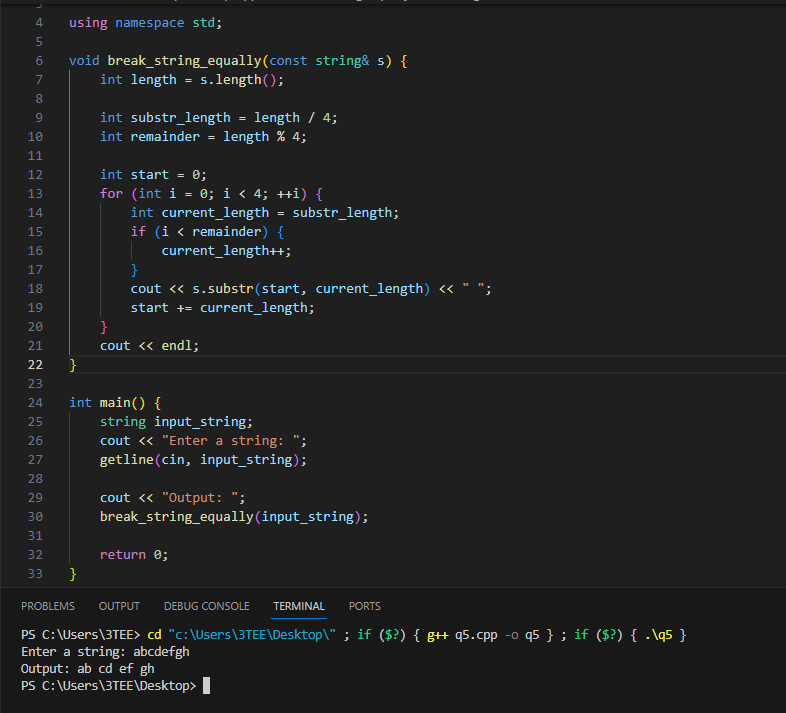 4 using namespace std;
5
6 void break_string_equally(const string& s) {
7     int length = s.length();
8
9     int substr_length = length / 4;
10     int remainder = length % 4;
11
12     int start = 0;
13     for (int i = 0; i < 4; ++i) {
14         int current_length = substr_length;
15         if (i < remainder) {
16             current_length++;
17         }
18         cout << s.substr(start, current_length) << " ";
19         start += current_length;
20     }
21     cout << endl;
22 }
23
24 int main() {
25     string input_string;
26     cout << "Enter a string: ";
27     getline(cin, input_string);
28
29     cout << "Output: ";
30     break_string_equally(input_string);
31
32     return 0;
33 }
PROBLEMS OUTPUT DEBUG CONSOLE TERMINAL PORTS
PS C:\Users\3TEE> cd "c:\Users\3TEE\Desktop\" ; if ($?) { g++ q5.cpp -o q5 } ; if ($?) { .\q5 }
Enter a string: abcdefgh
Output: ab cd ef gh
PS C:\Users\3TEE\Desktop>